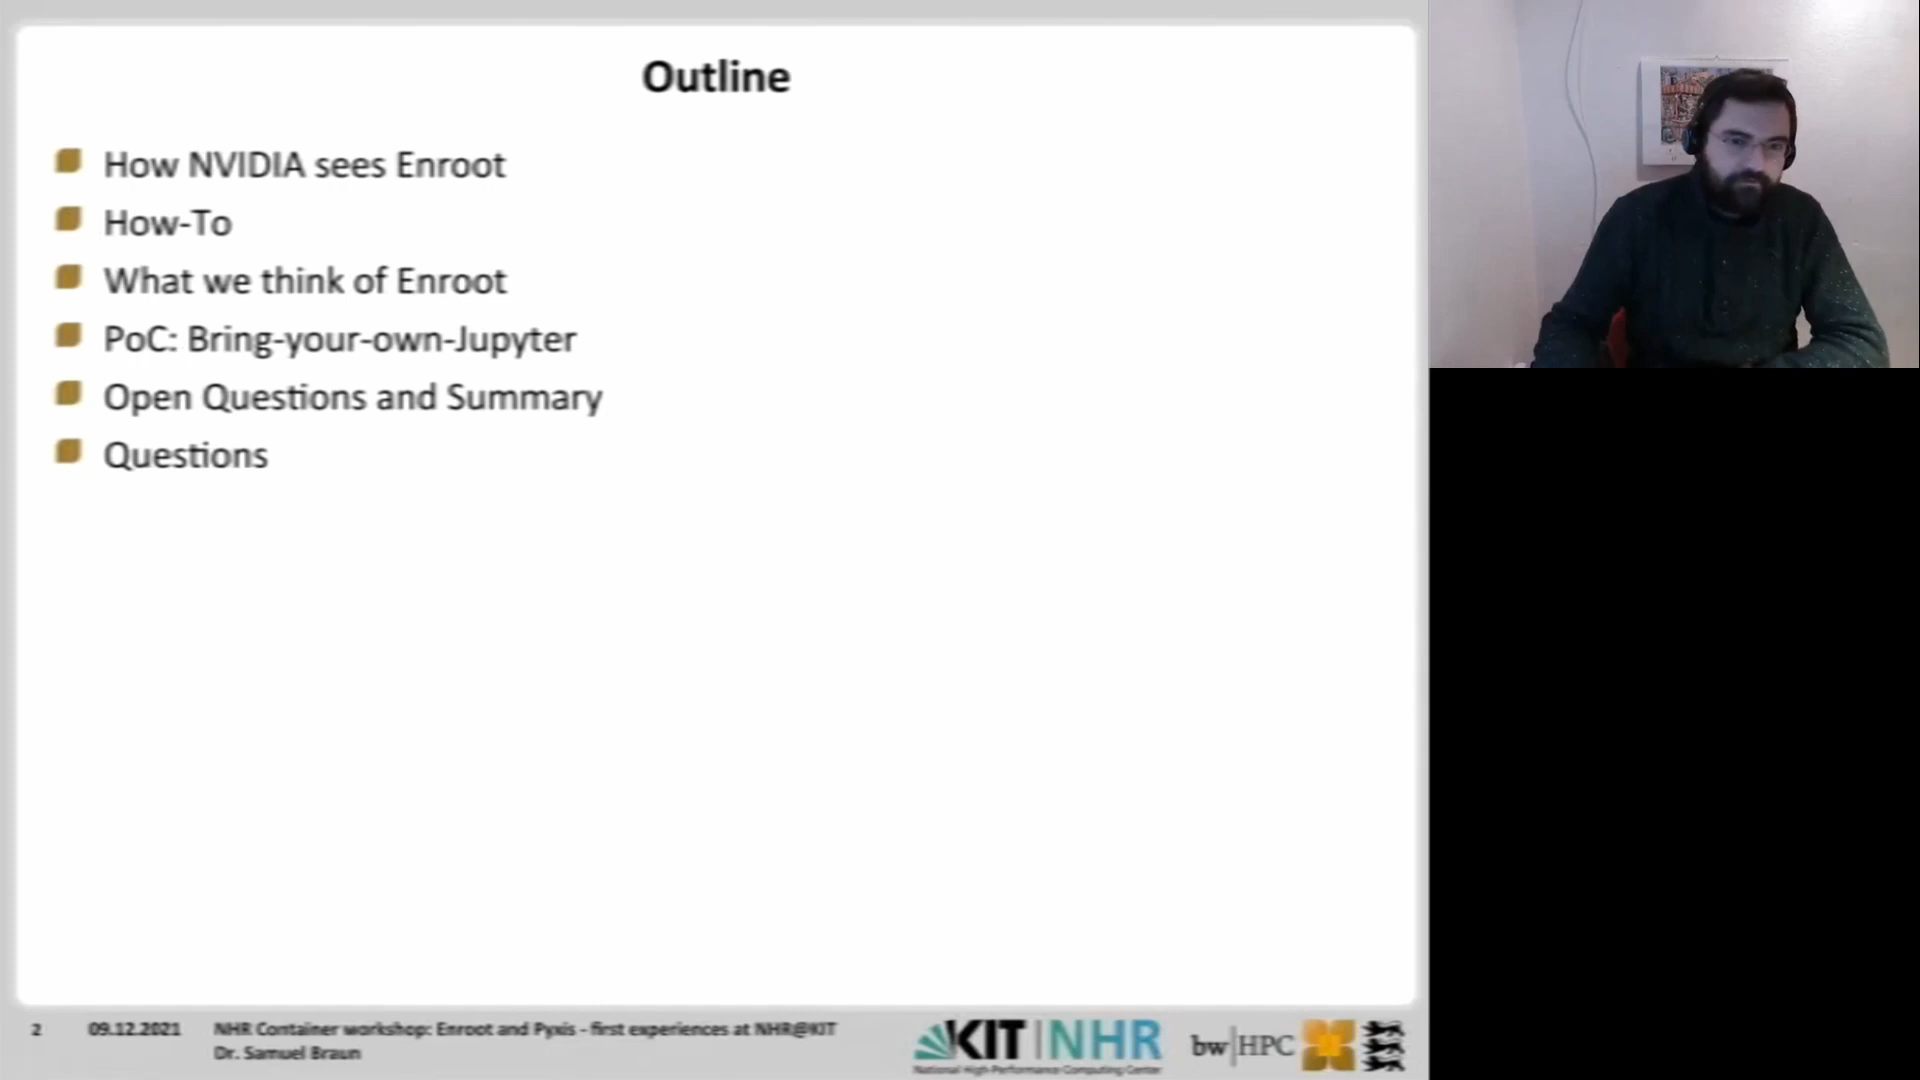 Outline
How NVIDIA sees Enroot
How-To
What we think of Enroot
PoC: Bring-your-own-Jupyter
Open Questions and Summary
Questions
2
09.12.2021
NHR Container workshop: Enroot and Pyxis - first experiences at NHR@KIT
Dr. Samuel Braun
KIT NHR
National High-Performance Computing Center
bw|HPC